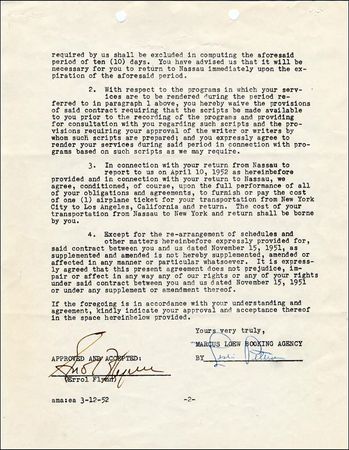 required by us shall be excluded in computing the aforesaid
period of ten (10) days. You have advised us that it will be
necessary for you to return to Nassau immediately upon the ex-
piration of the aforesaid period.
2. With respect to the programs in which your serv-
ices are to be rendered during the period re-
ferred to in paragraph 1 above, you hereby waive the provisions
of said contract requiring that the scripts be made available
to you prior to the recording of the programs and providing
for consultation with you regarding such scripts and the pro-
visions requiring your approval of the writer or writers by
whom such scripts are prepared; and you expressly agree to
render your services during said period in connection with pro-
grams based on such scripts as we may require.
3. In connection with your return from Nassau to
report to us on April 10, 1952 as hereinbefore
provided and in connection with your return to Nassau, we
agree, conditioned, of course, upon the full performance of all
of your obligations and agreements, to furnish or pay the cost
of one (1) airplane ticket for your transportation from New York
City to Los Angeles, California and return. The cost of your
transportation from Nassau to New York and return shall be borne
by you.
4. Except for the re-arrangement of schedules and
other matters hereinbefore expressly provided for,
said contract between you and us dated November 15, 1951, as
supplemented and amended is not hereby supplemented, amended or
affected in any manner or particular whatsoever. It is express-
ly agreed that this present agreement does not prejudice, im-
pair or affect in any way any of our rights or any of your rights
under said contract between you and us dated November 15, 1951
or under any supplement or amendment thereof.
If the foregoing is in accordance with your understanding and
agreement, kindly indicate your approval and acceptance thereof
in the space hereinbelow provided.
Yours very truly,
MARCUS LOEW BOOKING AGENCY
APPROVED AND ACCEPTED:
BY
Errol Flynn
(Errol Flynn)
ama:ea 3-12-52
-2-